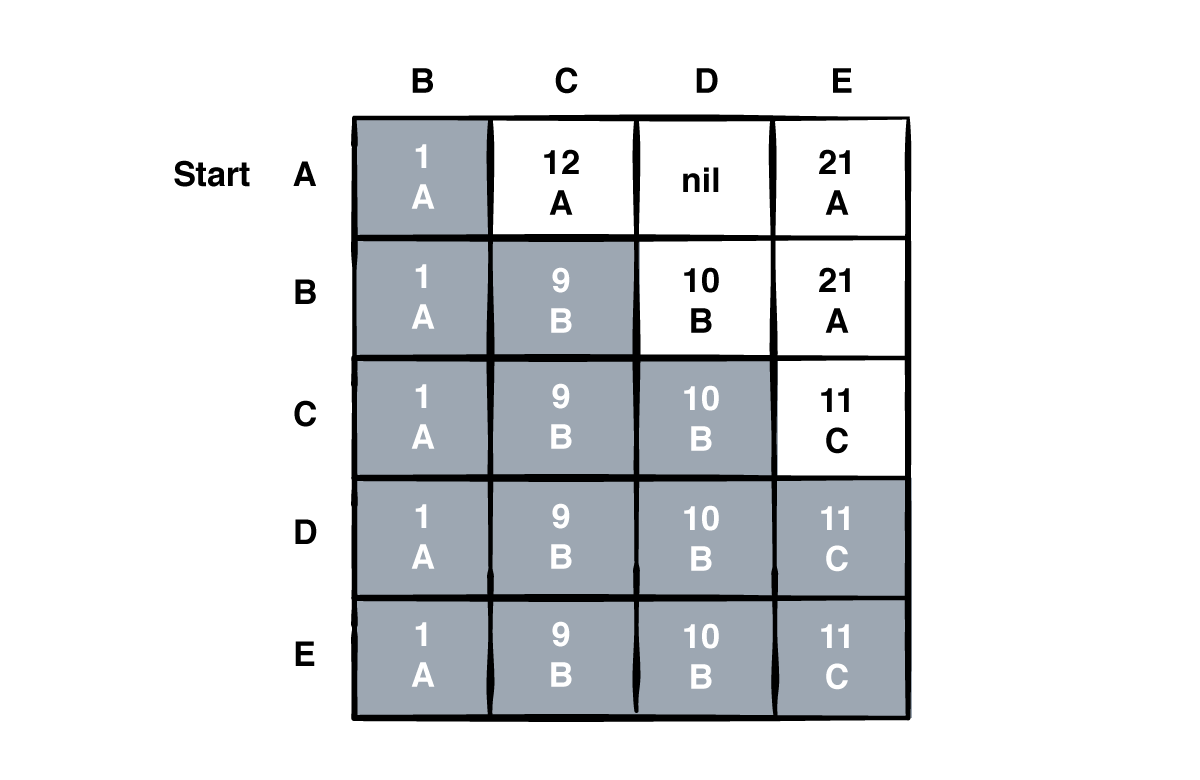 B C D E
Start A 1 A 12 A nil 21 A
B 1 A 9 B 10 B 21 A
C 1 A 9 B 10 B 11 C
D 1 A 9 B 10 B 11 C
E 1 A 9 B 10 B 11 C